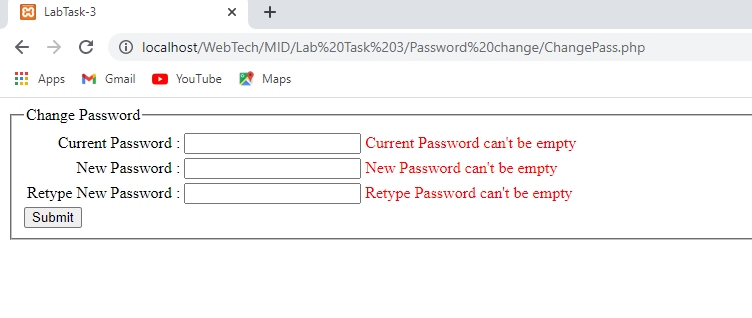 LabTask-3
localhost/WebTech/MID/Lab%20Task%203/Password%20change/ChangePass.php
Apps Gmail YouTube Maps
Change Password
Current Password : Current Password can't be empty
New Password : New Password can't be empty
Retype New Password : Retype Password can't be empty
Submit